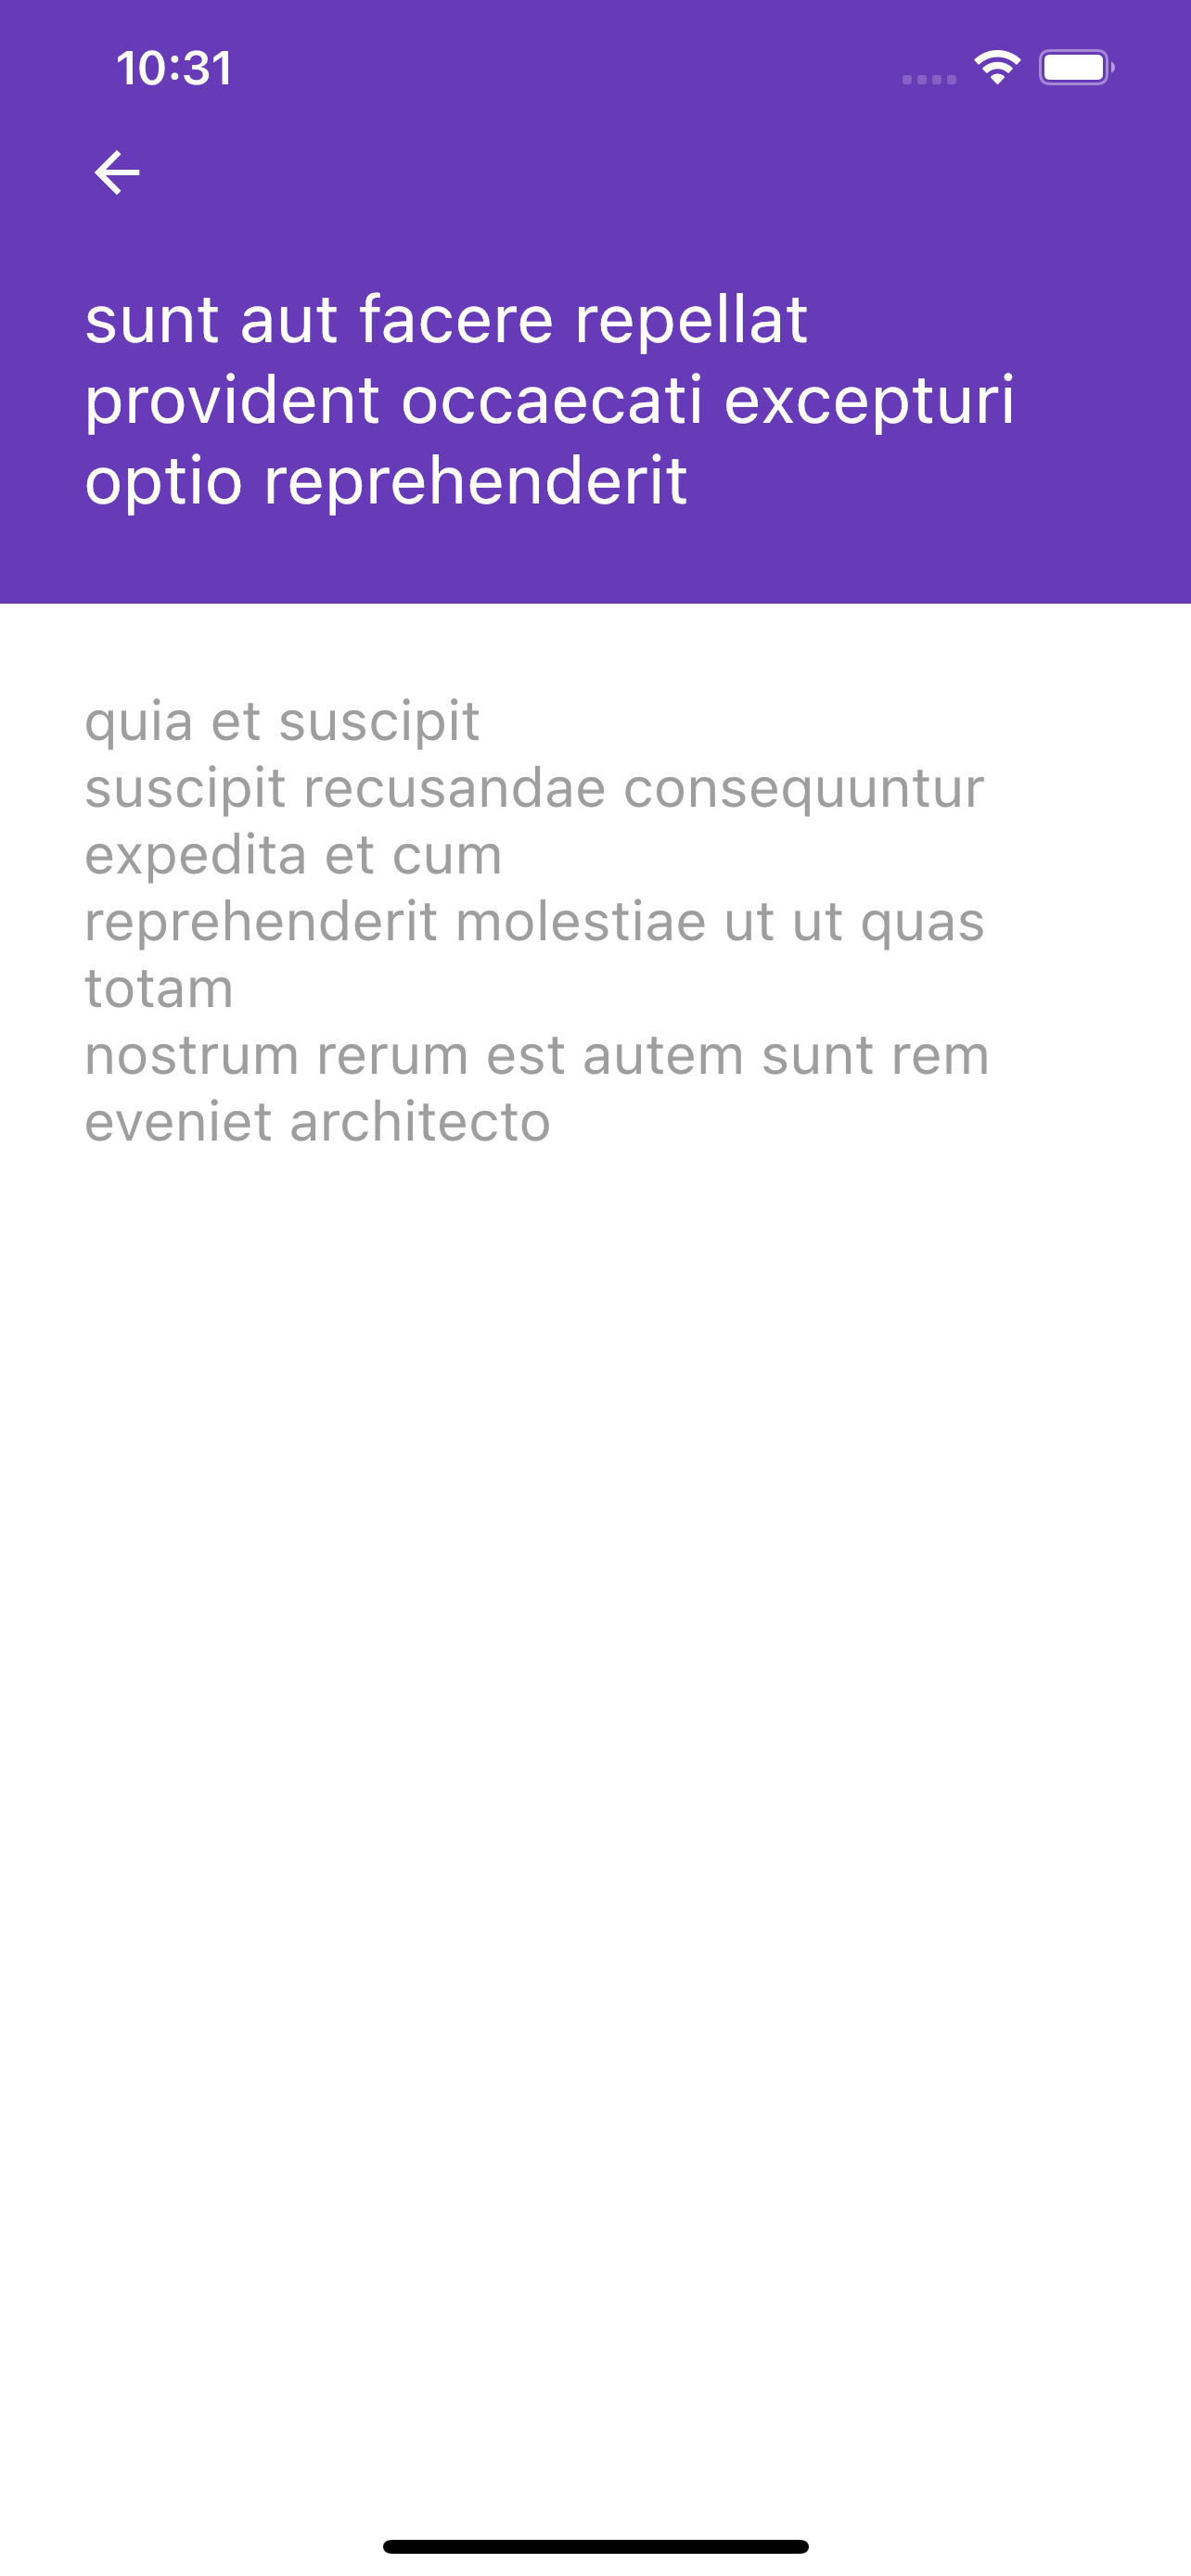 10:31
sunt aut facere repellat
provident occaecati excepturi
optio reprehenderit
quia et suscipit
suscipit recusandae consequuntur
expedita et cum
reprehenderit molestiae ut ut quas
totam
nostrum rerum est autem sunt rem
eveniet architecto